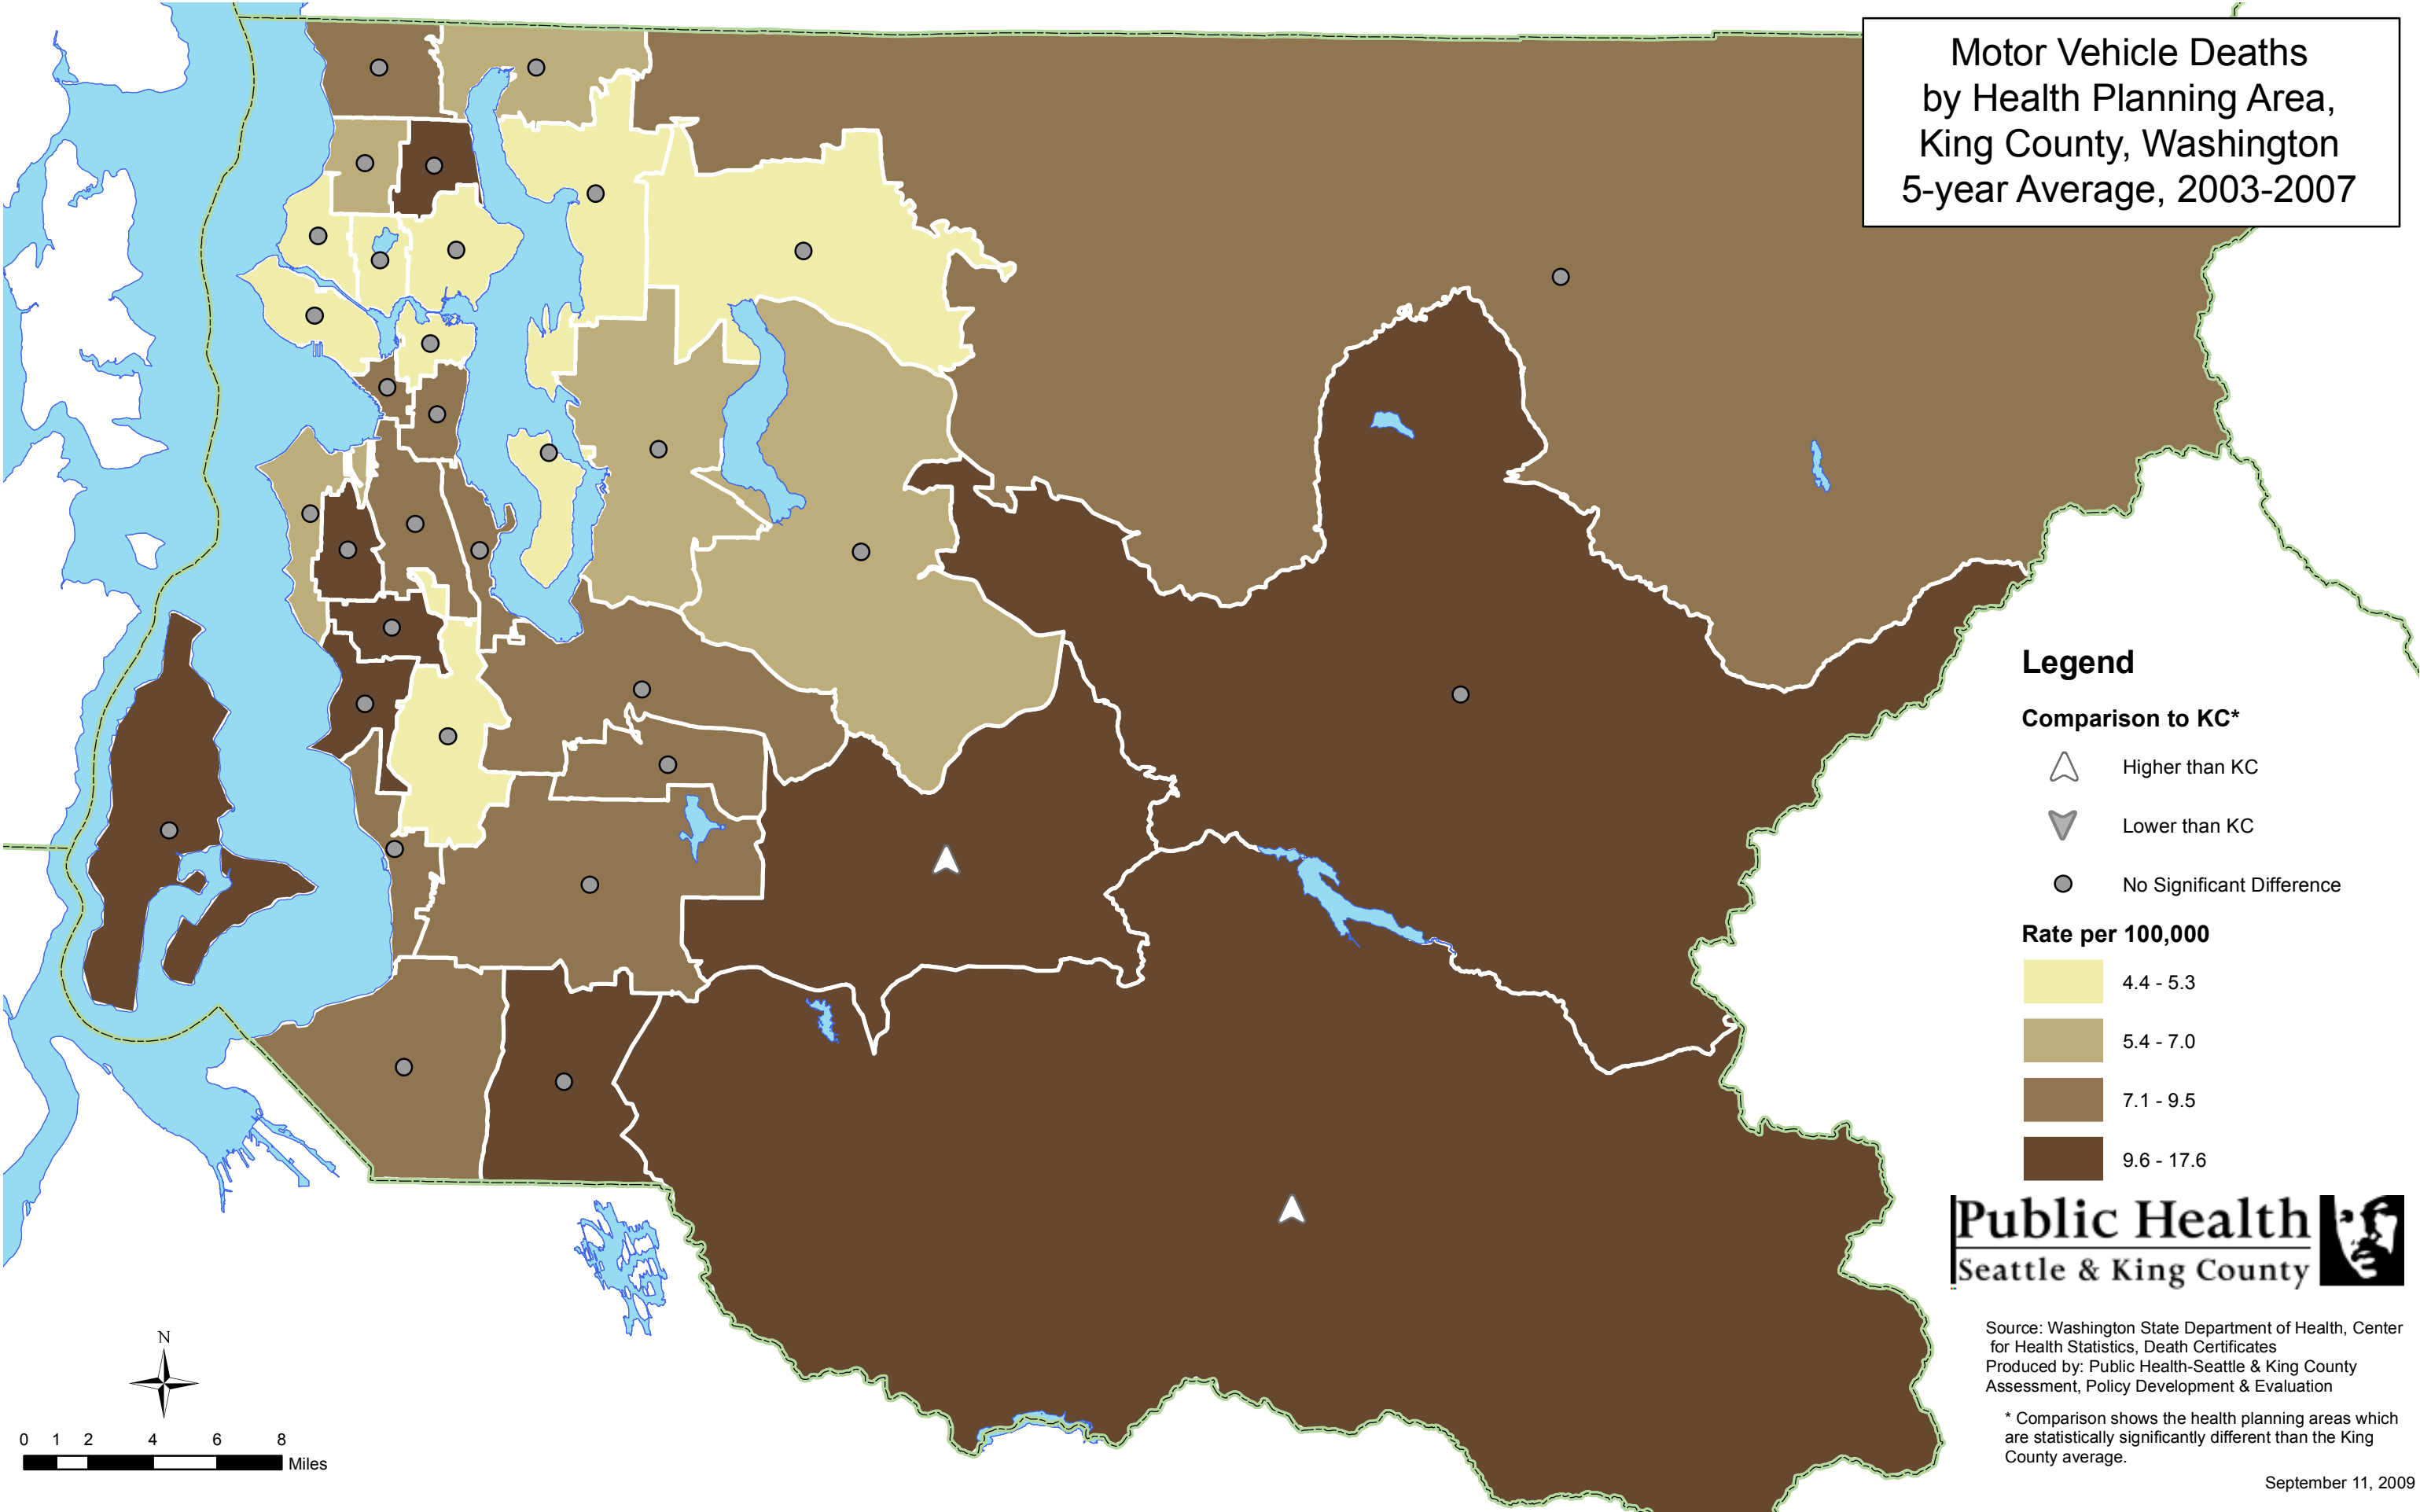 Motor Vehicle Deaths
by Health Planning Area,
King County, Washington
5-year Average, 2003-2007
Legend
Comparison to KC*
Higher than KC
Lower than KC
No Significant Difference
Rate per 100,000
4.4 - 5.3
5.4 - 7.0
7.1 - 9.5
9.6 - 17.6
Public Health
Seattle & King County
Source: Washington State Department of Health, Center
for Health Statistics, Death Certificates
Produced by: Public Health-Seattle & King County
Assessment, Policy Development & Evaluation
* Comparison shows the health planning areas which
are statistically significantly different than the King
County average.
September 11, 2009
N
0 1 2 4 6 8
Miles